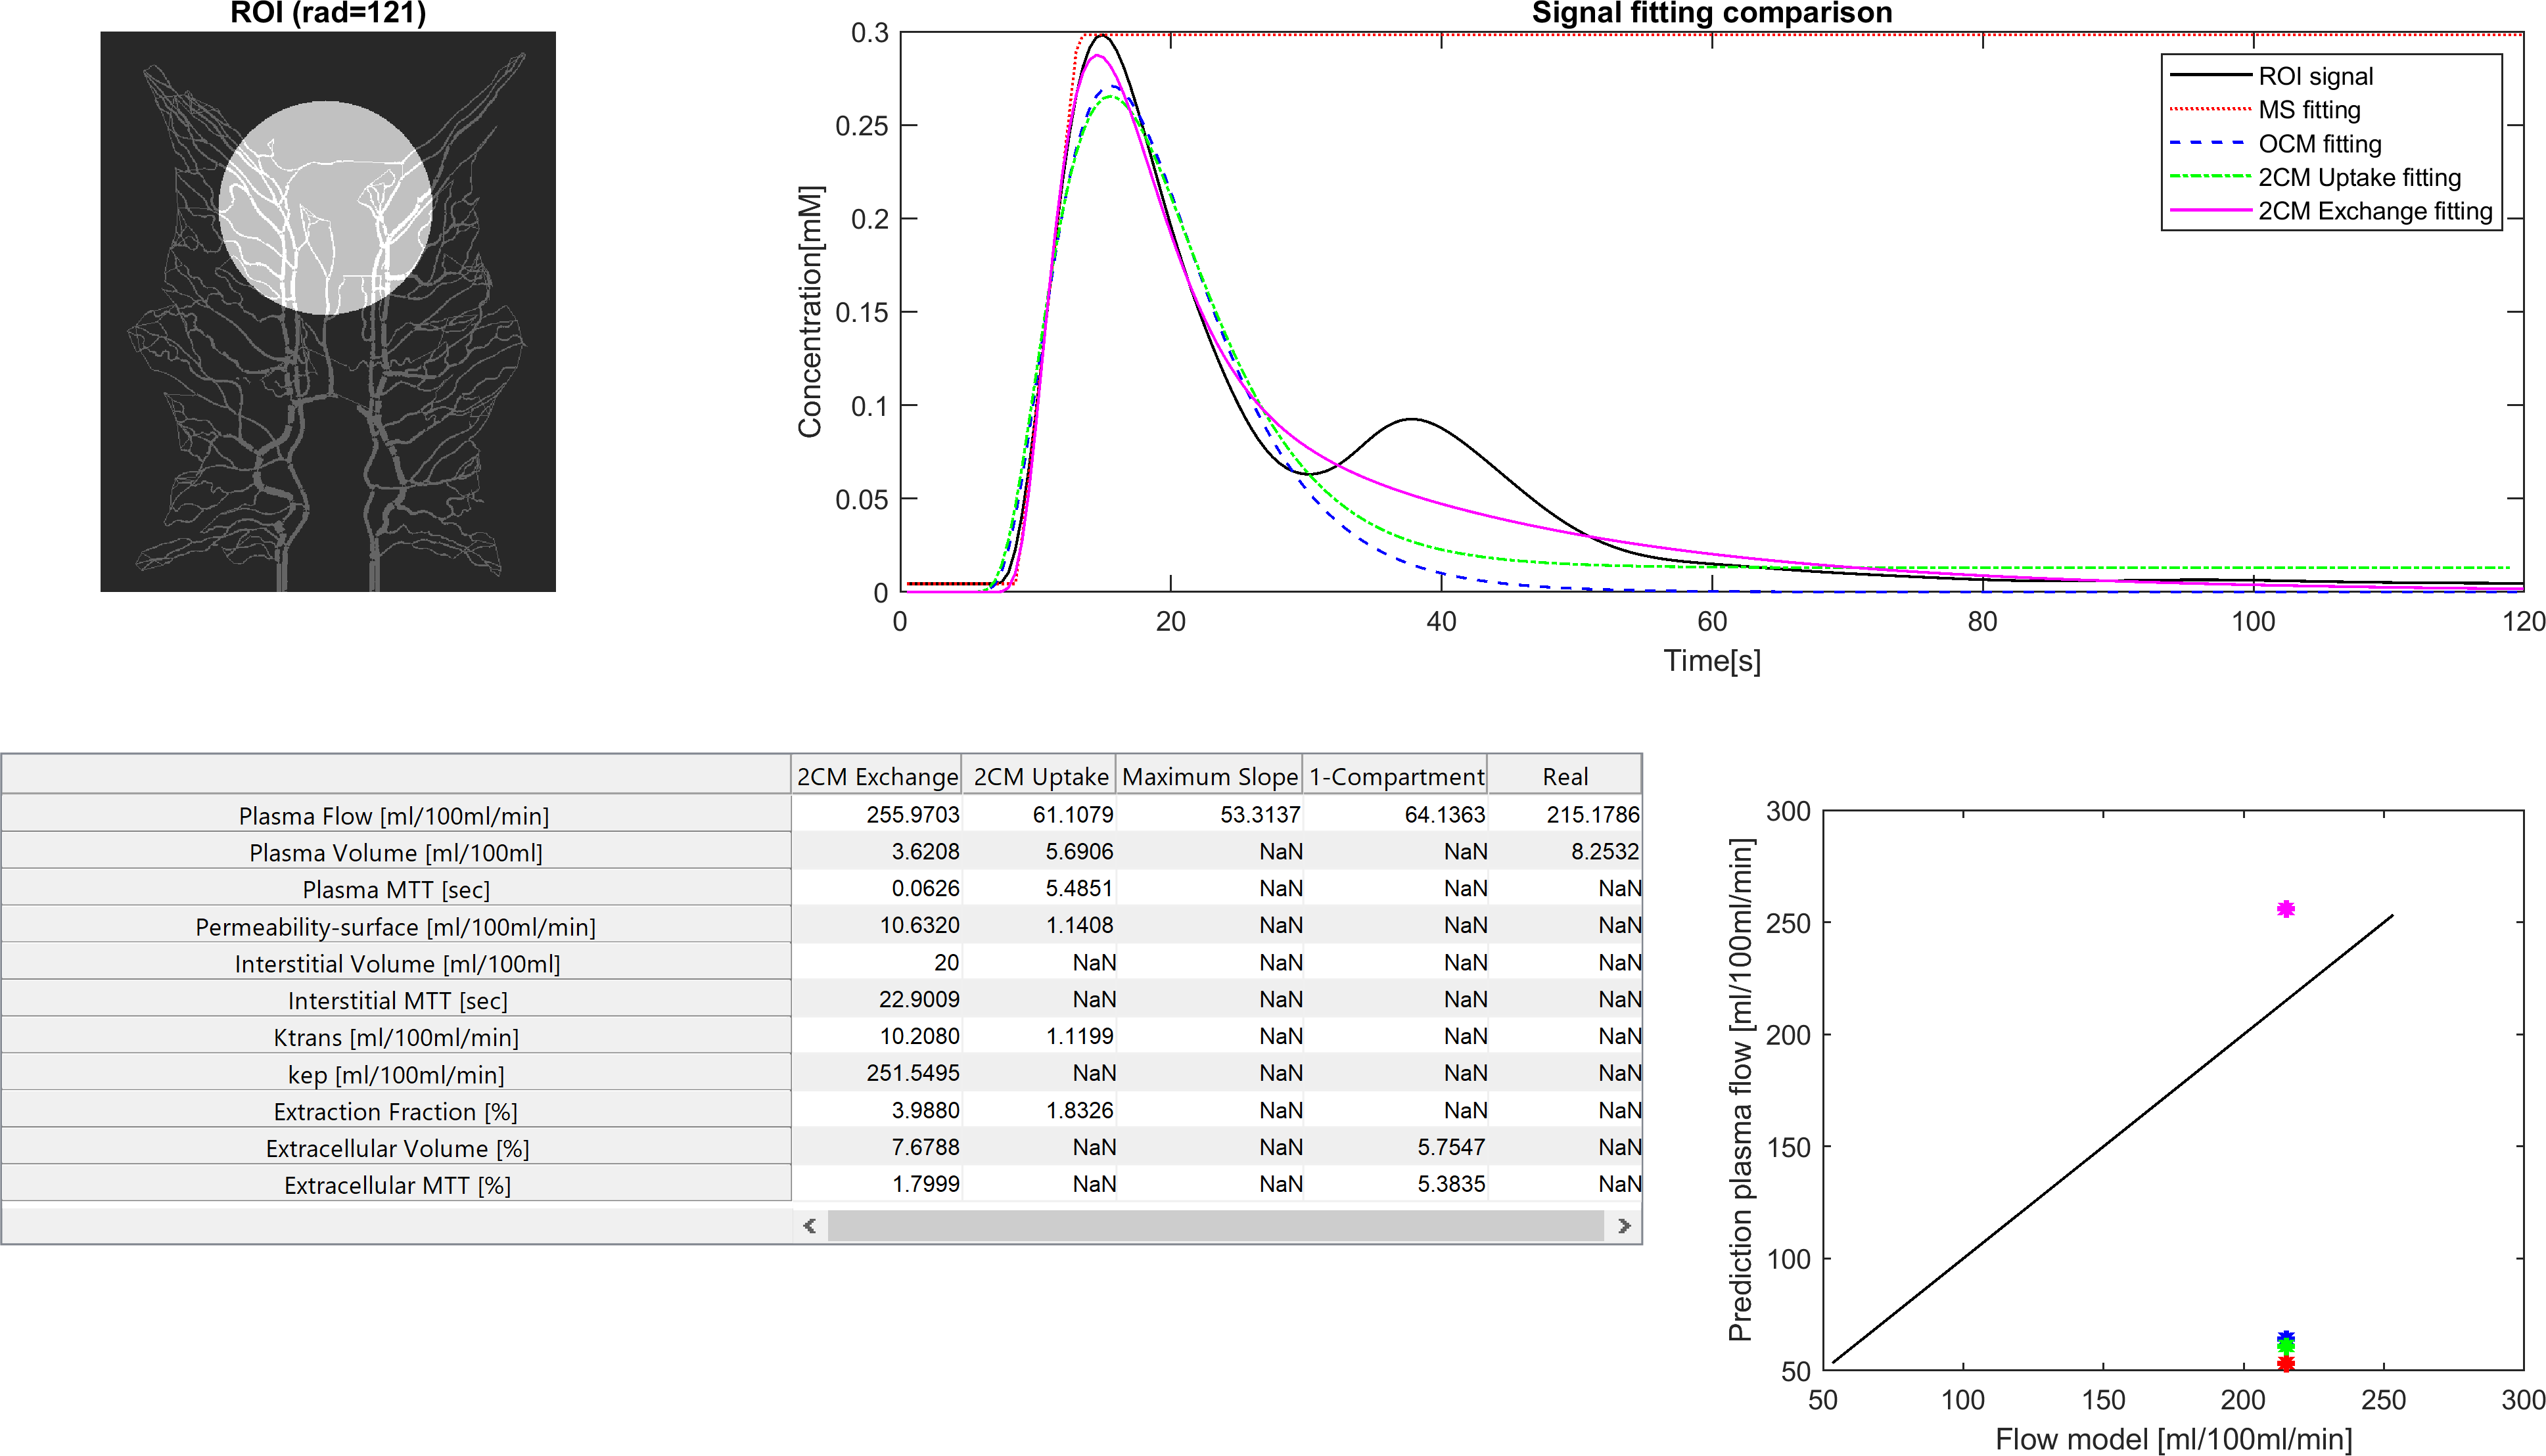 ROI (rad=121)
Signal fitting comparison
Concentration[mM]
0.3
0.25
0.2
0.15
0.1
0.05
0
0 20 40 60 80 100 120
Time[s]
ROI signal
MS fitting
OCM fitting
2CM Uptake fitting
2CM Exchange fitting
2CM Exchange 2CM Uptake Maximum Slope 1-Compartment Real
Plasma Flow [ml/100ml/min] 255.9703 61.1079 53.3137 64.1363 215.1786
Plasma Volume [ml/100ml] 3.6208 5.6906 NaN NaN 8.2532
Plasma MTT [sec] 0.0626 5.4851 NaN NaN NaN
Permeability-surface [ml/100ml/min] 10.6320 1.1408 NaN NaN NaN
Interstitial Volume [ml/100ml] 20 NaN NaN NaN NaN
Interstitial MTT [sec] 22.9009 NaN NaN NaN NaN
Ktrans [ml/100ml/min] 10.2080 1.1199 NaN NaN NaN
kep [ml/100ml/min] 251.5495 NaN NaN NaN NaN
Extraction Fraction [%] 3.9880 1.8326 NaN NaN NaN
Extracellular Volume [%] 7.6788 NaN NaN 5.7547 NaN
Extracellular MTT [%] 1.7999 NaN NaN 5.3835 NaN
Prediction plasma flow [ml/100ml/min]
300
250
200
150
100
50
50 100 150 200 250 300
Flow model [ml/100ml/min]